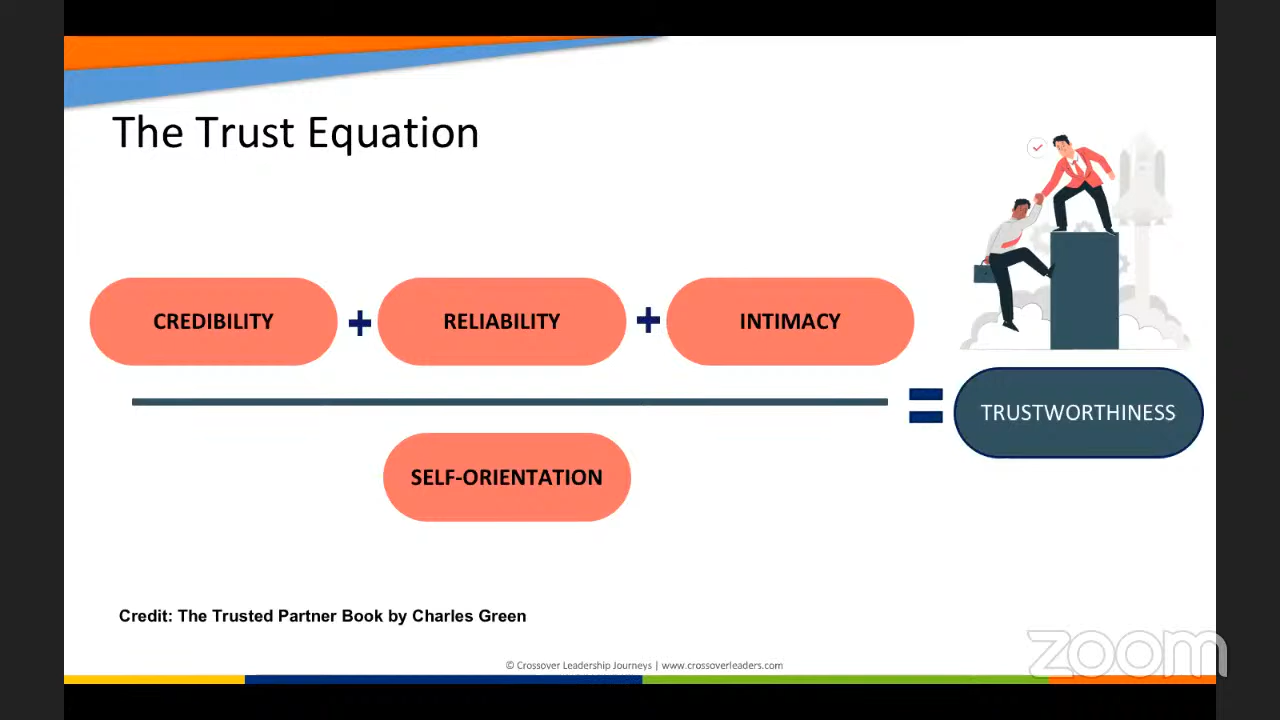 The Trust Equation
CREDIBILITY + RELIABILITY + INTIMACY
= TRUSTWORTHINESS
SELF-ORIENTATION
Credit: The Trusted Partner Book by Charles Green
zoom
© Crossover Leadership Journeys | www.crossoverleaders.com